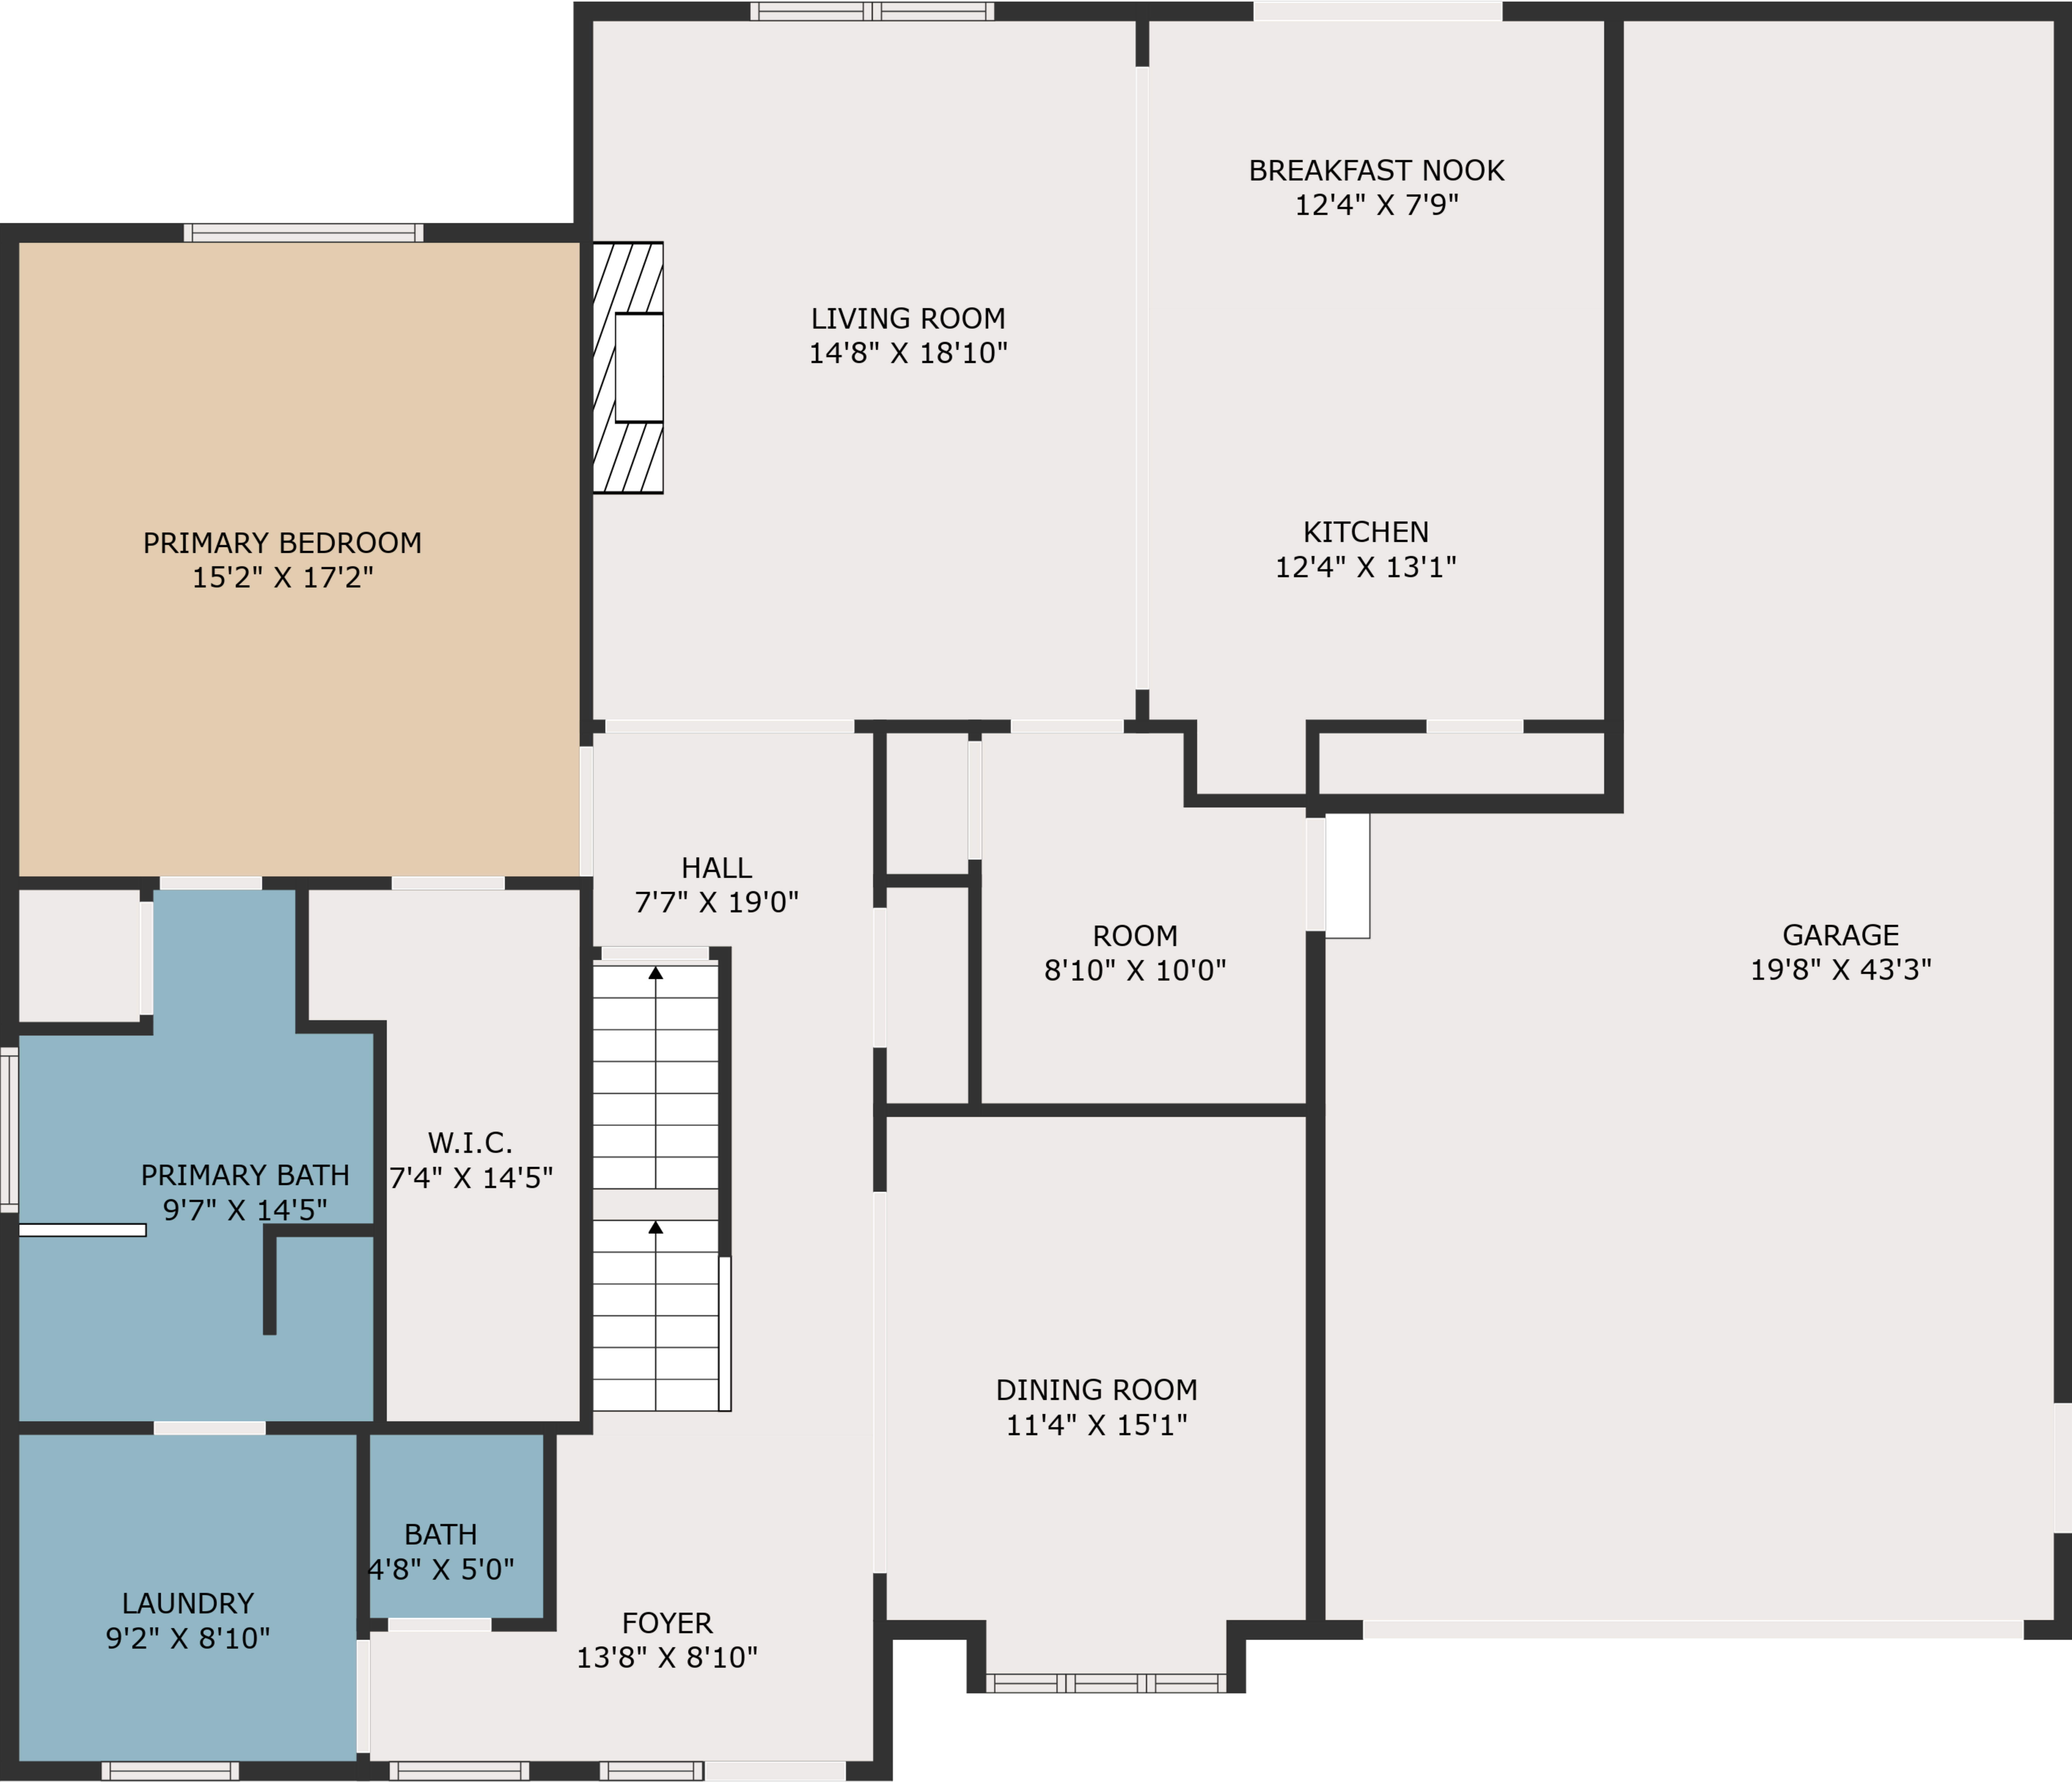 BREAKFAST NOOK
12'4" X 7'9"
LIVING ROOM
14'8" X 18'10"
PRIMARY BEDROOM
15'2" X 17'2"
KITCHEN
12'4" X 13'1"
HALL
7'7" X 19'0"
ROOM
8'10" X 10'0"
GARAGE
19'8" X 43'3"
W.I.C.
7'4" X 14'5"
PRIMARY BATH
9'7" X 14'5"
DINING ROOM
11'4" X 15'1"
BATH
4'8" X 5'0"
LAUNDRY
9'2" X 8'10"
FOYER
13'8" X 8'10"